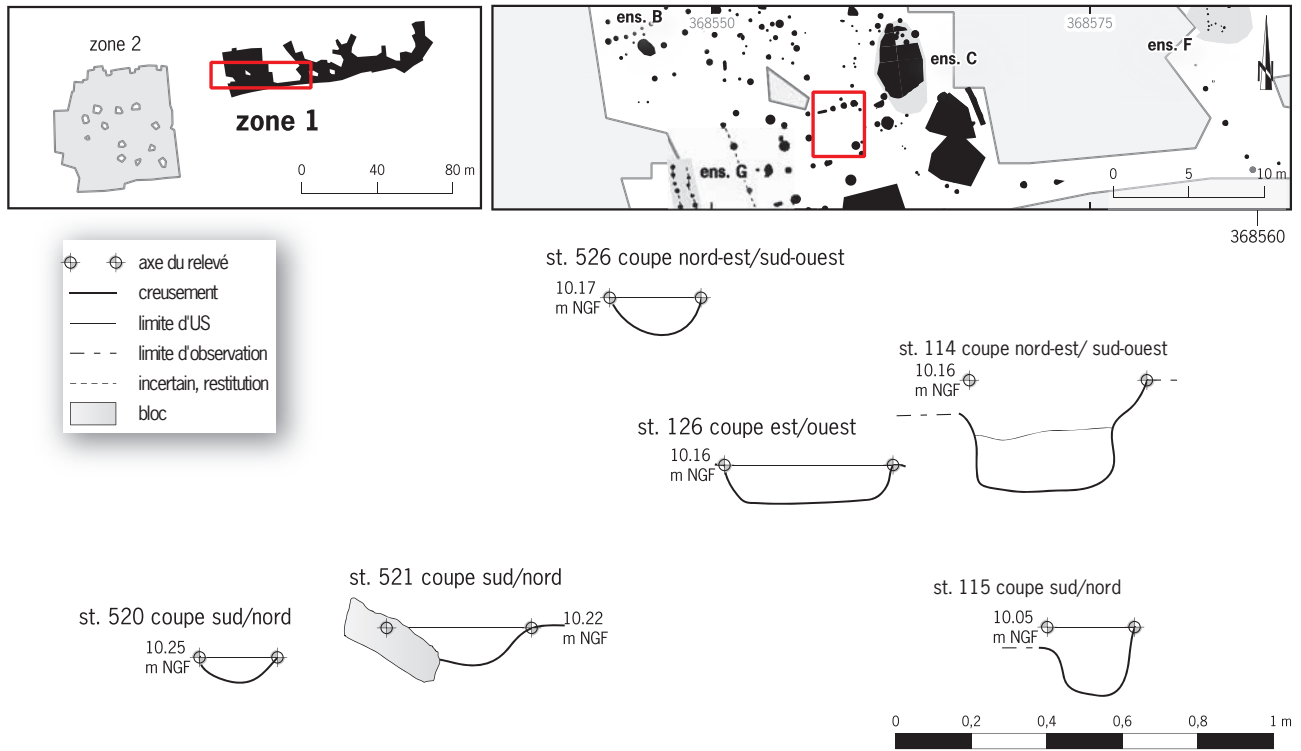 zone 2
zone 1
0 40 80 m
ens. B
368550
368575
ens. C
ens. F
N
ens. G
0 5 10 m
368560
axe du relevé
creusement
limite d'US
limite d'observation
incertain, restitution
bloc
st. 526 coupe nord-est/sud-ouest
10.17
m NGF
st. 114 coupe nord-est/ sud-ouest
10.16
m NGF
st. 126 coupe est/ouest
10.16
m NGF
st. 521 coupe sud/nord
10.22
m NGF
st. 520 coupe sud/nord
10.25
m NGF
st. 115 coupe sud/nord
10.05
m NGF
0 0,2 0,4 0,6 0,8 1 m